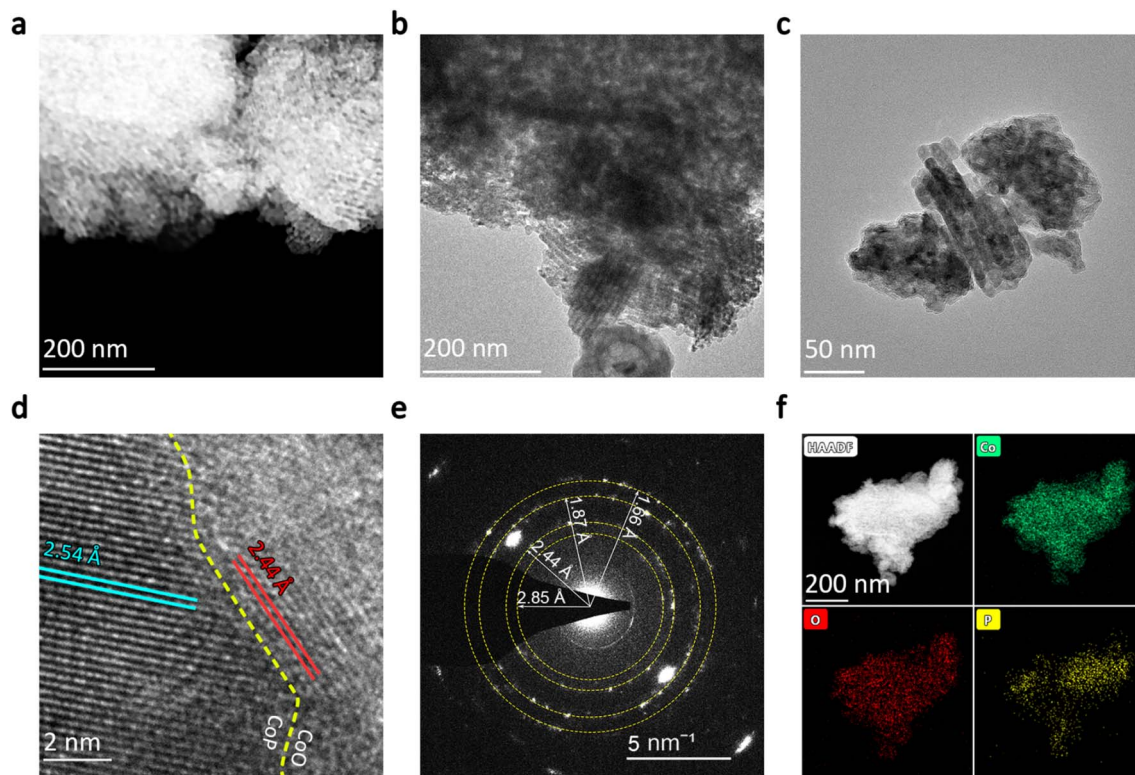 a
b
c
200 nm
200 nm
50 nm
d
e
f
2.54 Å
2.44 Å
CoP
CoO
2 nm
1.87 Å
1.66 Å
2.44 Å
2.85 Å
5 nm⁻¹
HAADF
Co
200 nm
O
P